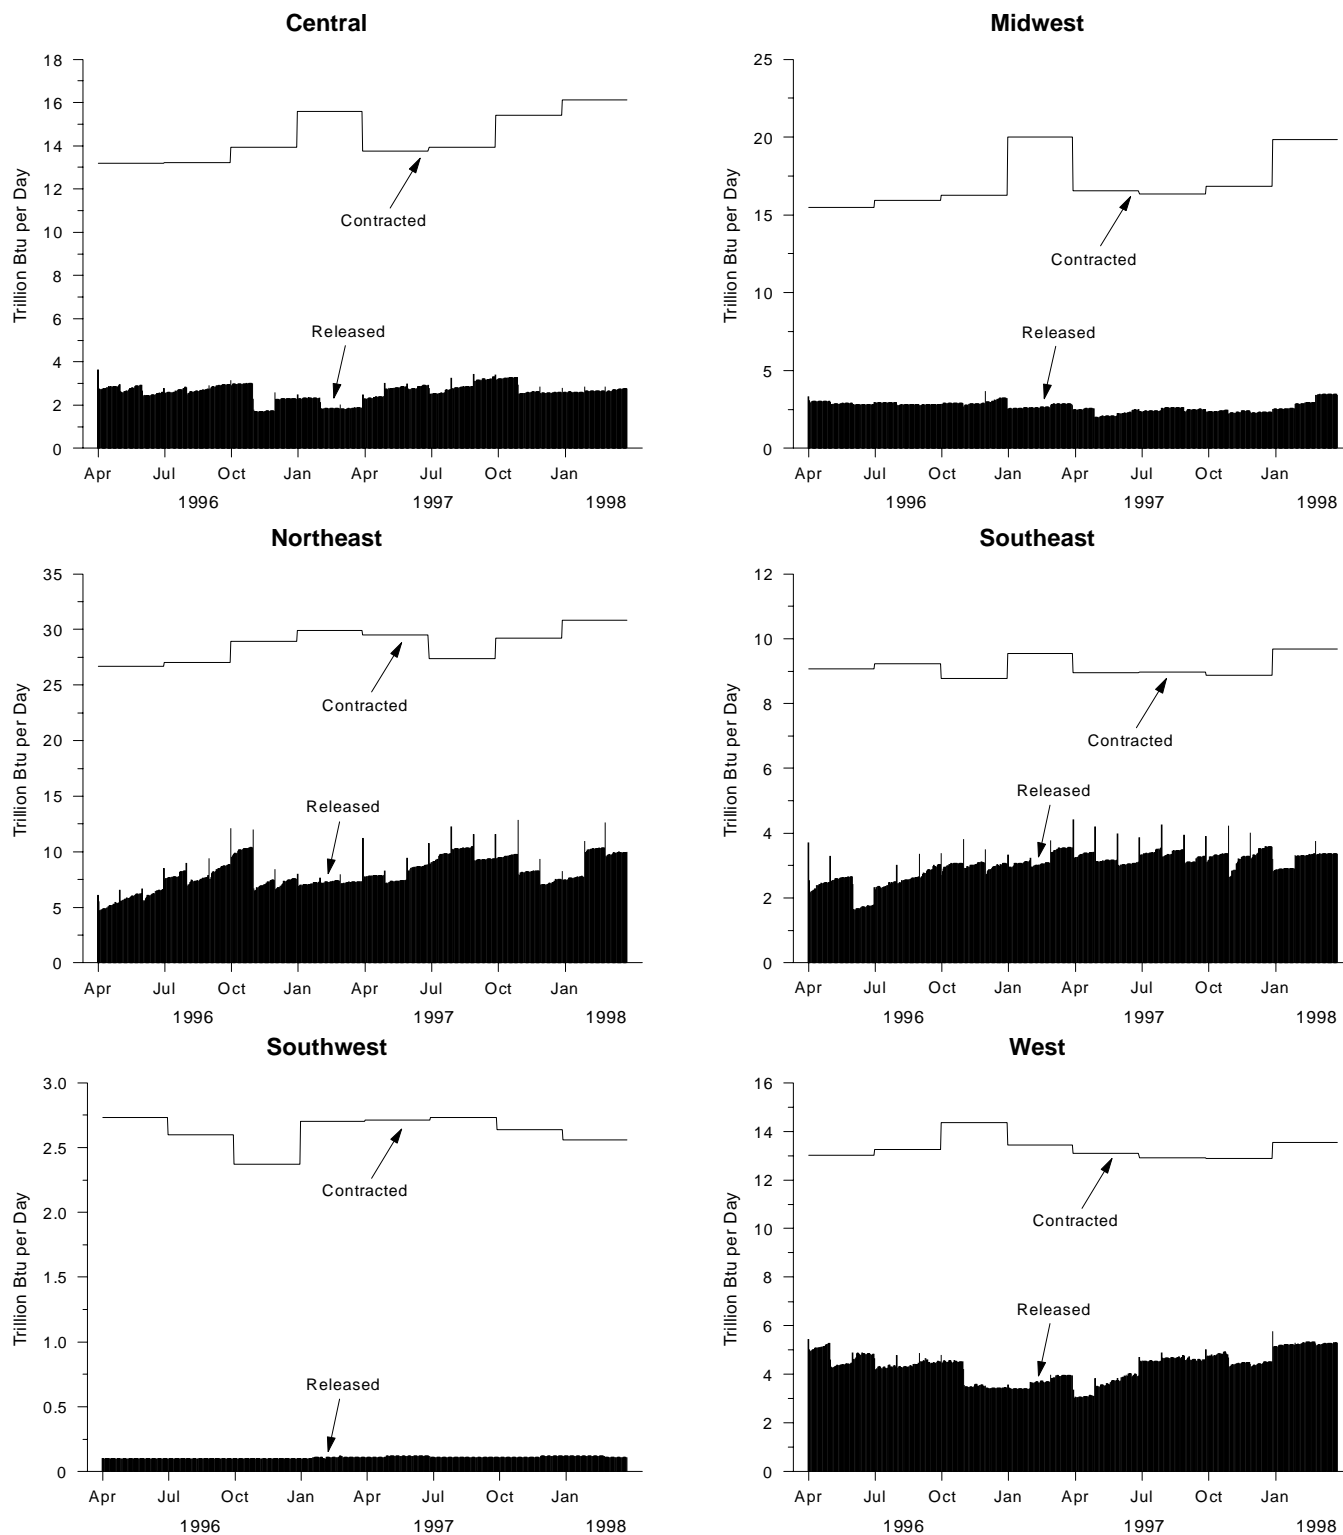 Central
18
16
14
12
10
8
6
4
2
0
Trillion Btu per Day
Contracted
Released
Apr Jul Oct Jan Apr Jul Oct Jan
1996 1997 1998
Midwest
25
20
15
10
5
0
Trillion Btu per Day
Contracted
Released
Apr Jul Oct Jan Apr Jul Oct Jan
1996 1997 1998
Northeast
35
30
25
20
15
10
5
0
Trillion Btu per Day
Contracted
Released
Apr Jul Oct Jan Apr Jul Oct Jan
1996 1997 1998
Southeast
12
10
8
6
4
2
0
Trillion Btu per Day
Contracted
Released
Apr Jul Oct Jan Apr Jul Oct Jan
1996 1997 1998
Southwest
3.0
2.5
2.0
1.5
1.0
0.5
0
Trillion Btu per Day
Contracted
Released
Apr Jul Oct Jan Apr Jul Oct Jan
1996 1997 1998
West
16
14
12
10
8
6
4
2
0
Trillion Btu per Day
Contracted
Released
Apr Jul Oct Jan Apr Jul Oct Jan
1996 1997 1998